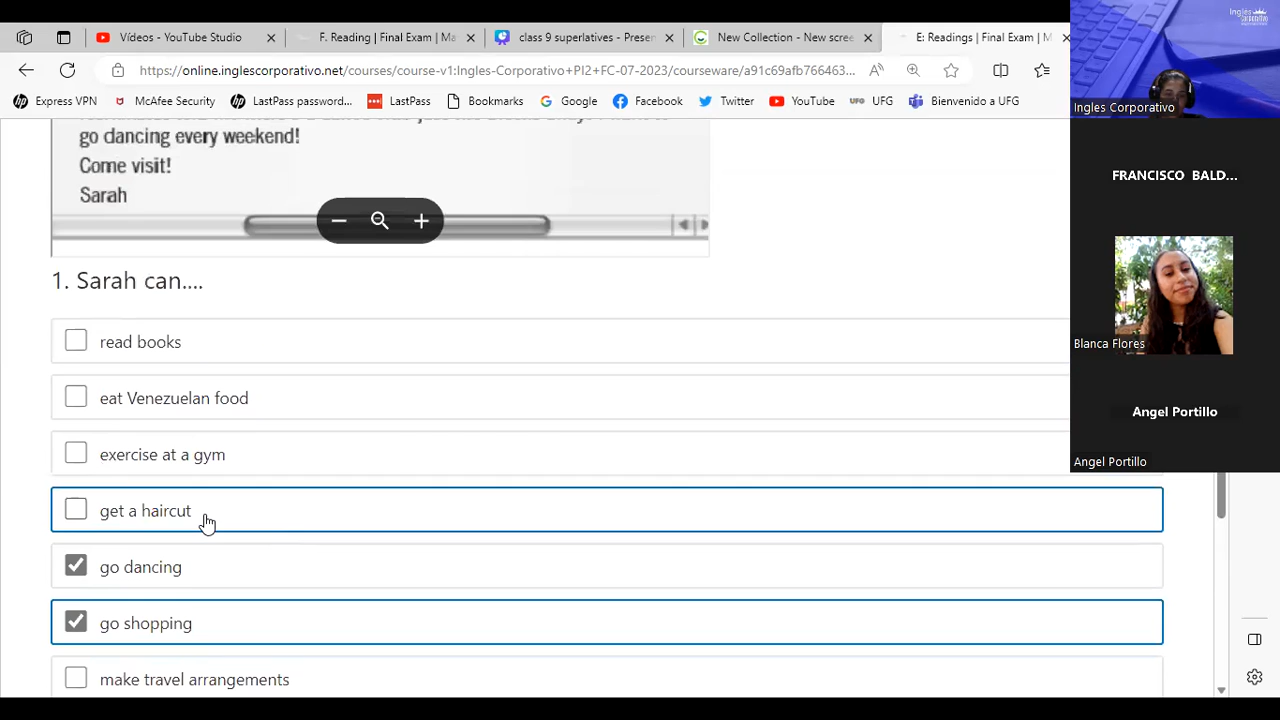 Vídeos - YouTube Studio
F. Reading | Final Exam | Ma
class 9 superlatives - Presen
New Collection - New scree
E: Readings | Final Exam | M
https://online.inglescorporativo.net/courses/course-v1:Ingles-Corporativo+PI2+FC-07-2023/courseware/a91c69afb766463...
Express VPN
McAfee Security
LastPass password...
LastPass
Bookmarks
Google
Facebook
Twitter
YouTube
UFG
Bienvenido a UFG
go dancing every weekend!
Come visit!
Sarah
1. Sarah can....
read books
eat Venezuelan food
exercise at a gym
get a haircut
go dancing
go shopping
make travel arrangements
Ingles Corporativo
FRANCISCO BALD...
Blanca Flores
Angel Portillo
Angel Portillo